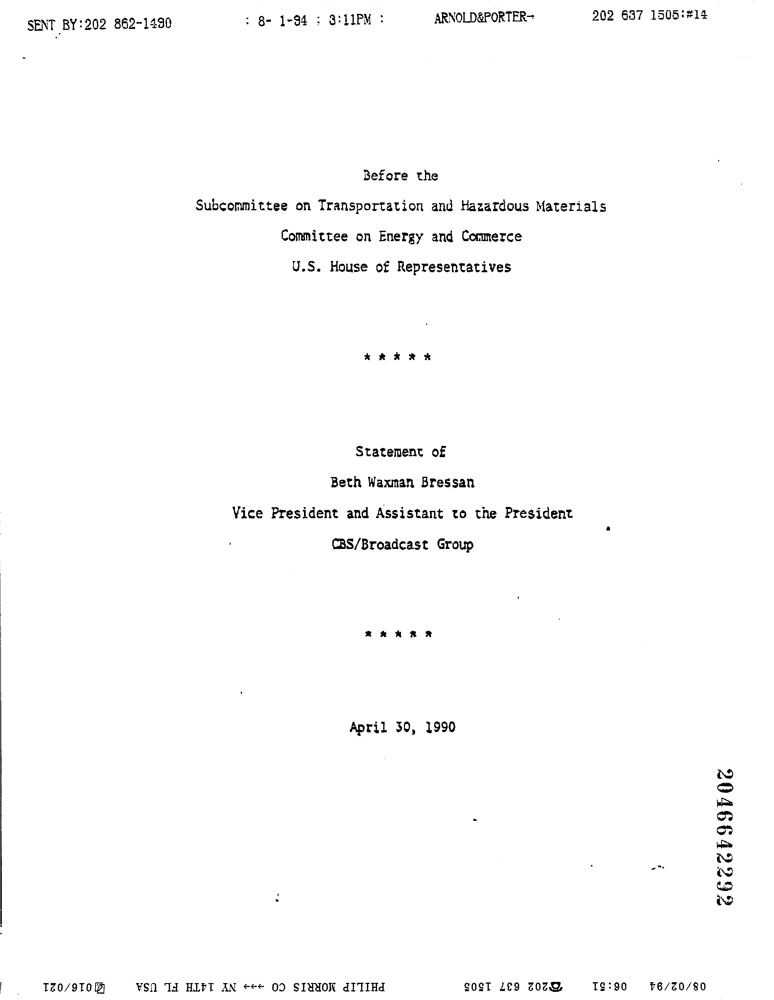 SENT BY:202 862-1490 : 8- 1-94 ; 3:11PM : ARNOLD&PORTER→ 202 637 1505:#14
Before the
Subcommittee on Transportation and Hazardous Materials
Committee on Energy and Commerce
U.S. House of Representatives
* * * * *
Statement of
Beth Waxman Bressan
Vice President and Assistant to the President
CBS/Broadcast Group
* * * * *
April 30, 1990
2046642292
08/02/94 06:51 ☎202 637 1505 PHILIP MORRIS CO →→→ NY 14TH FL USA 016/021